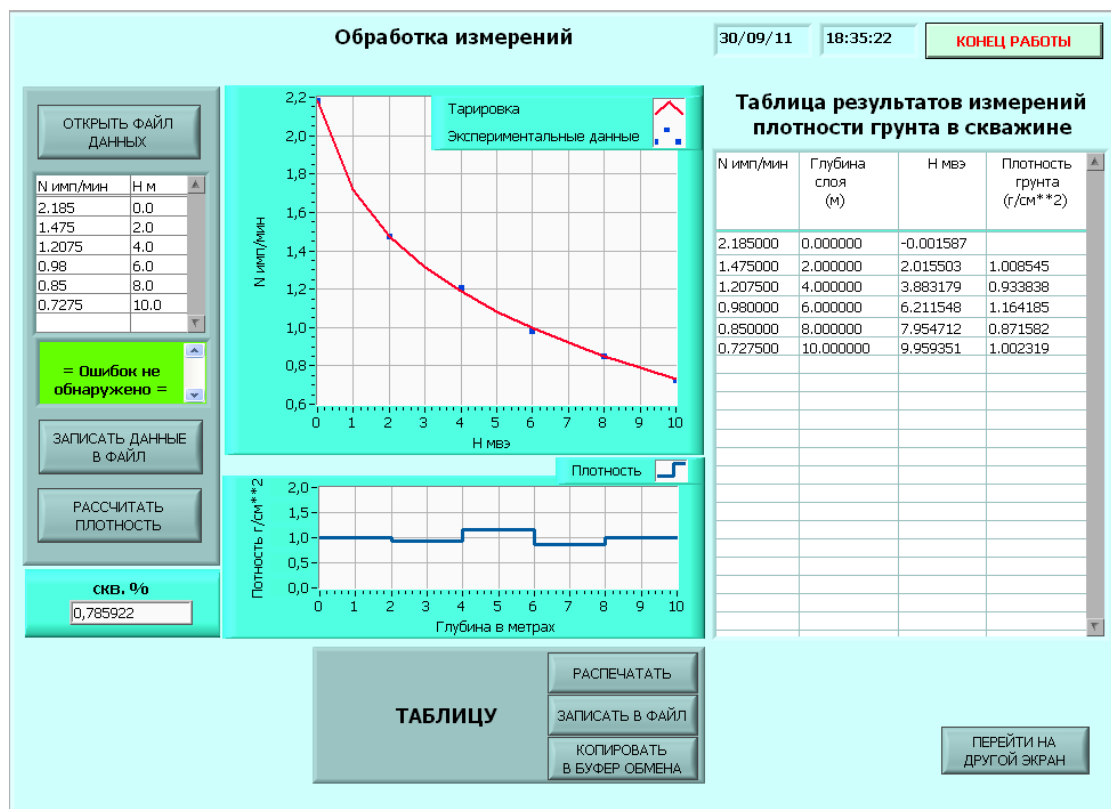 Обработка измерений
30/09/11
18:35:22
КОНЕЦ РАБОТЫ
ОТКРЫТЬ ФАЙЛ
ДАННЫХ
N имп/мин Н м
2.185 0.0
1.475 2.0
1.2075 4.0
0.98 6.0
0.85 8.0
0.7275 10.0
= Ошибок не
обнаружено =
ЗАПИСАТЬ ДАННЫЕ
В ФАЙЛ
РАССЧИТАТЬ
ПЛОТНОСТЬ
скв. %
0,785922
Тарировка
Экспериментальные данные
N имп/мин
2,2
2,0
1,8
1,6
1,4
1,2
1,0
0,8
0,6
0 1 2 3 4 5 6 7 8 9 10
Н мвэ
Плотность
Потность г/см**2
2,0
1,5
1,0
0,5
0,0
0 1 2 3 4 5 6 7 8 9 10
Глубина в метрах
Таблица результатов измерений
плотности грунта в скважине
N имп/мин Глубина Н мвэ Плотность
слоя грунта
(м) (г/см**2)
2.185000 0.000000 -0.001587
1.475000 2.000000 2.015503 1.008545
1.207500 4.000000 3.883179 0.933838
0.980000 6.000000 6.211548 1.164185
0.850000 8.000000 7.954712 0.871582
0.727500 10.000000 9.959351 1.002319
ТАБЛИЦУ
РАСПЕЧАТАТЬ
ЗАПИСАТЬ В ФАЙЛ
КОПИРОВАТЬ
В БУФЕР ОБМЕНА
ПЕРЕЙТИ НА
ДРУГОЙ ЭКРАН